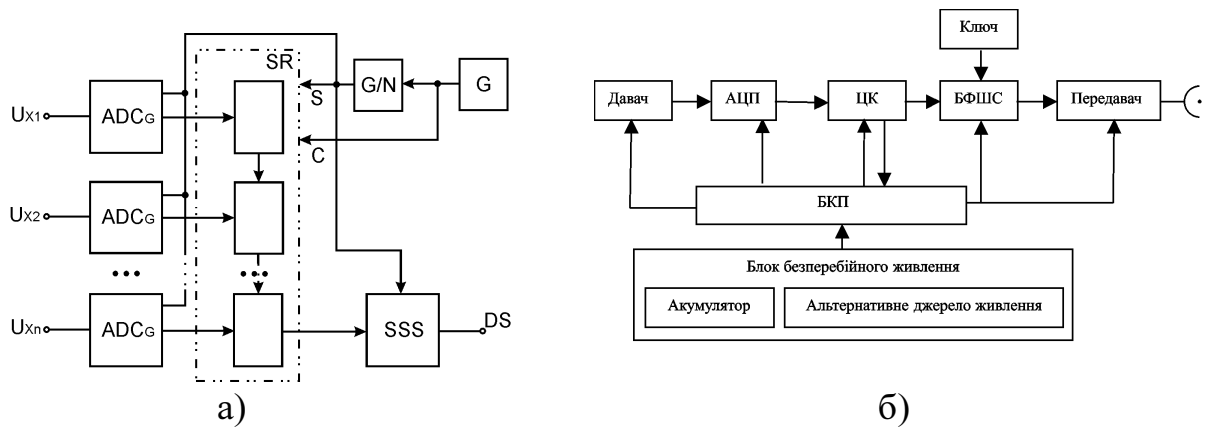 SR
G/N
G
S
C
UX1
ADCG
UX2
ADCG
•••
•••
UXn
ADCG
SSS
DS
а)
Ключ
Давач
АЦП
ЦК
БФШС
Передавач
БКП
Блок безперебійного живлення
Акумулятор
Альтернативне джерело живлення
б)